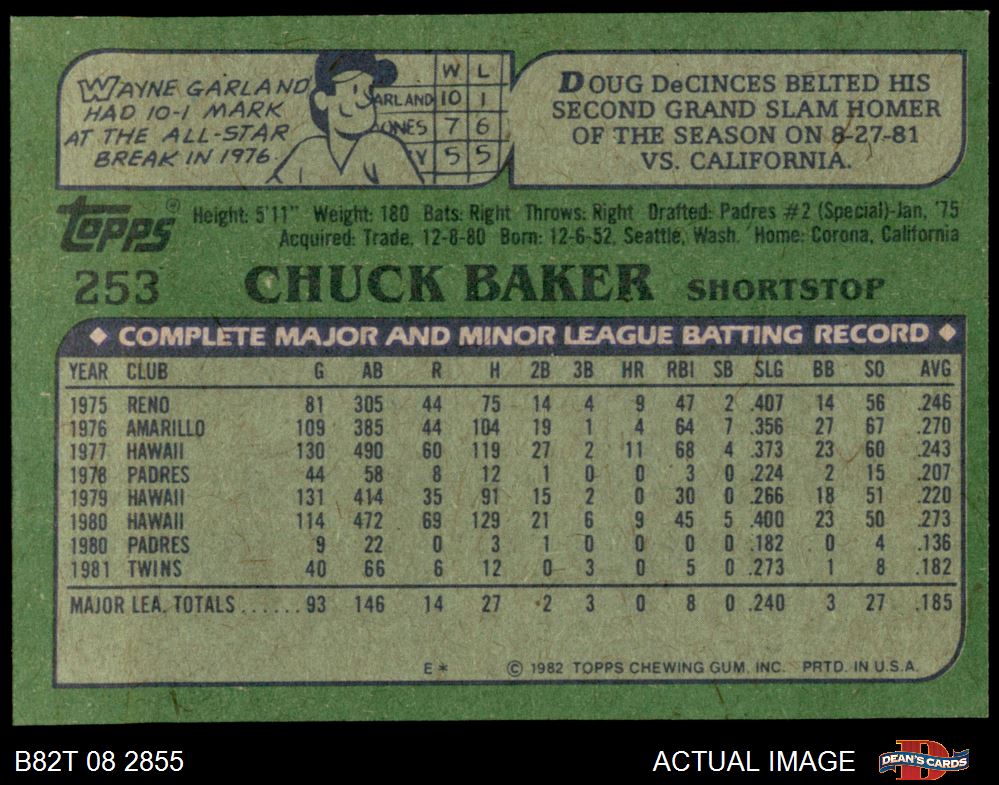 WAYNE GARLAND
HAD 10-1 MARK
AT THE ALL-STAR
BREAK IN 1976.
W L
ARLAND 10 1
ONES 7 6
Y 5 5
DOUG DeCINCES BELTED HIS
SECOND GRAND SLAM HOMER
OF THE SEASON ON 8-27-81
VS. CALIFORNIA.
Topps® Height: 5'11" Weight: 180 Bats: Right Throws: Right Drafted: Padres #2 (Special)-Jan, '75
Acquired: Trade, 12-8-80 Born: 12-6-52, Seattle, Wash. Home: Corona, California
253 CHUCK BAKER SHORTSTOP
◆ COMPLETE MAJOR AND MINOR LEAGUE BATTING RECORD ◆
YEAR CLUB G AB R H 2B 3B HR RBI SB SLG BB SO AVG
1975 RENO 81 305 44 75 14 4 9 47 2 .407 14 56 .246
1976 AMARILLO 109 385 44 104 19 1 4 64 7 .356 27 67 .270
1977 HAWAII 130 490 60 119 27 2 11 68 4 .373 23 60 .243
1978 PADRES 44 58 8 12 1 0 0 3 0 .224 2 15 .207
1979 HAWAII 131 414 35 91 15 2 0 30 0 .266 18 51 .220
1980 HAWAII 114 472 69 129 21 6 9 45 5 .400 23 50 .273
1980 PADRES 9 22 0 3 1 0 0 0 0 .182 0 4 .136
1981 TWINS 40 66 6 12 0 3 0 5 0 .273 1 8 .182
MAJOR LEA. TOTALS...... 93 146 14 27 2 3 0 8 0 .240 3 27 .185
E* © 1982 TOPPS CHEWING GUM, INC. PRTD. IN U.S.A.
B82T 08 2855 ACTUAL IMAGE D DEAN'S CARDS